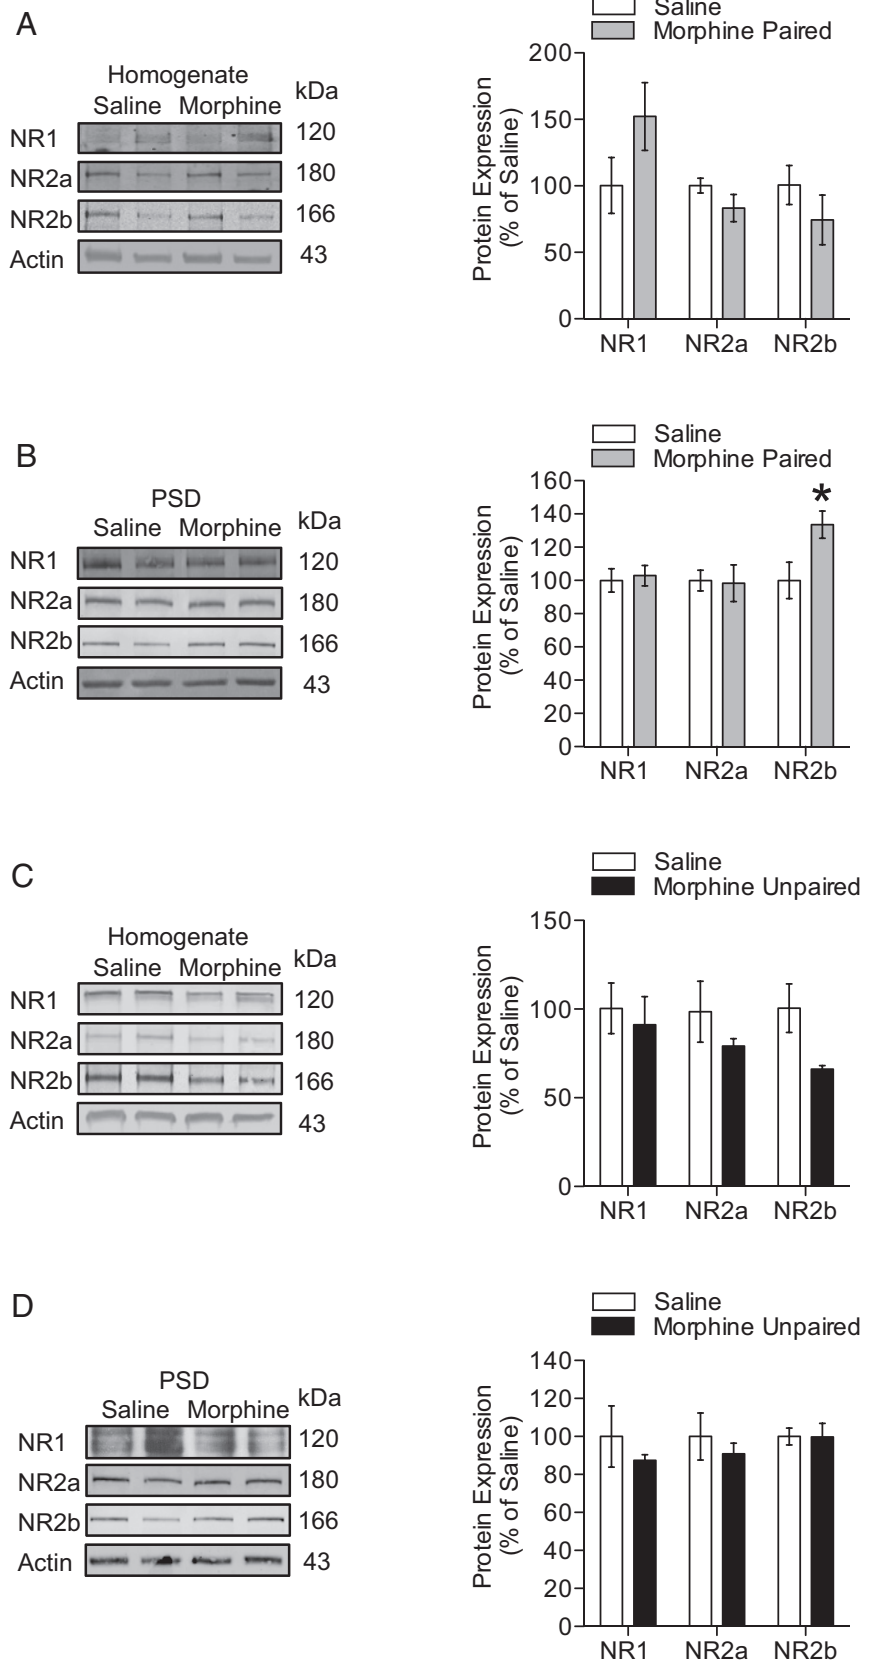 A
Homogenate
Saline Morphine kDa
NR1 120
NR2a 180
NR2b 166
Actin 43
Saline
Morphine Paired
Protein Expression
(% of Saline)
200
150
100
50
0
NR1 NR2a NR2b
B
PSD
Saline Morphine kDa
NR1 120
NR2a 180
NR2b 166
Actin 43
Saline
Morphine Paired
Protein Expression
(% of Saline)
160
140
120
100
80
60
40
20
0
*
NR1 NR2a NR2b
C
Homogenate
Saline Morphine kDa
NR1 120
NR2a 180
NR2b 166
Actin 43
Saline
Morphine Unpaired
Protein Expression
(% of Saline)
150
100
50
0
NR1 NR2a NR2b
D
PSD
Saline Morphine kDa
NR1 120
NR2a 180
NR2b 166
Actin 43
Saline
Morphine Unpaired
Protein Expression
(% of Saline)
140
120
100
80
60
40
20
0
NR1 NR2a NR2b